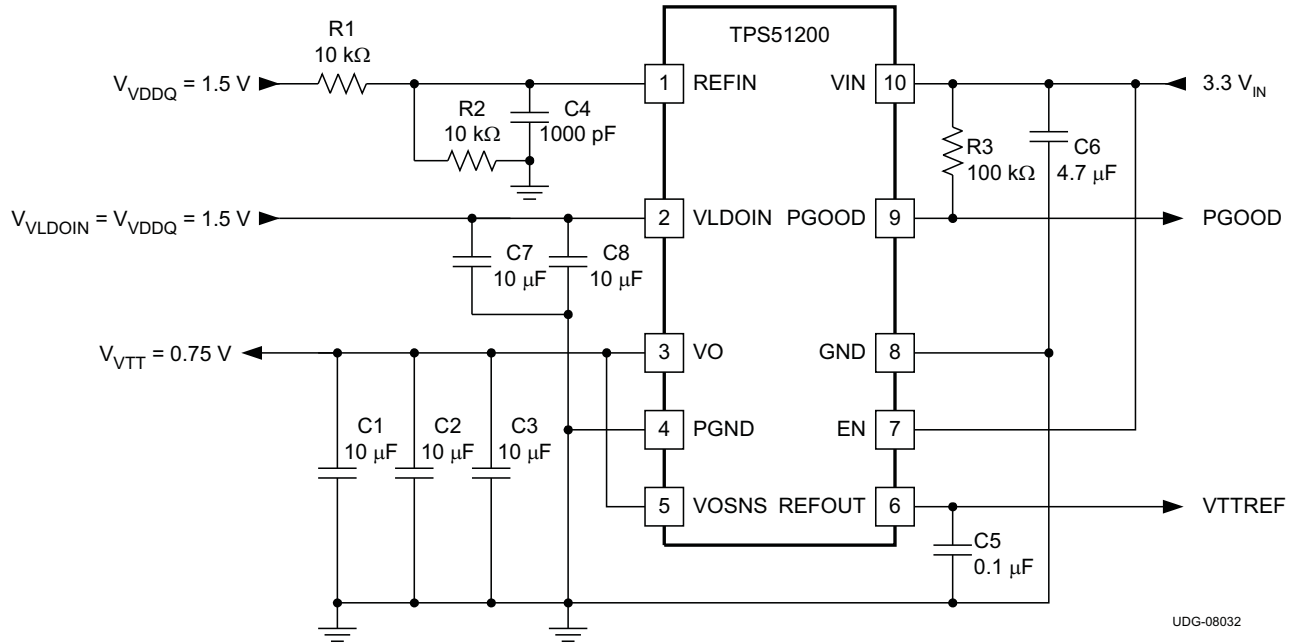 TPS51200
R1
10 kΩ
V_VDDQ = 1.5 V
1
REFIN
VIN
10
3.3 V_IN
R2
10 kΩ
C4
1000 pF
R3
100 kΩ
C6
4.7 μF
V_VLDOIN = V_VDDQ = 1.5 V
2
VLDOIN
PGOOD
9
PGOOD
C7
10 μF
C8
10 μF
V_VTT = 0.75 V
3
VO
GND
8
C1
10 μF
C2
10 μF
C3
10 μF
4
PGND
EN
7
5
VOSNS
REFOUT
6
VTTREF
C5
0.1 μF
UDG-08032